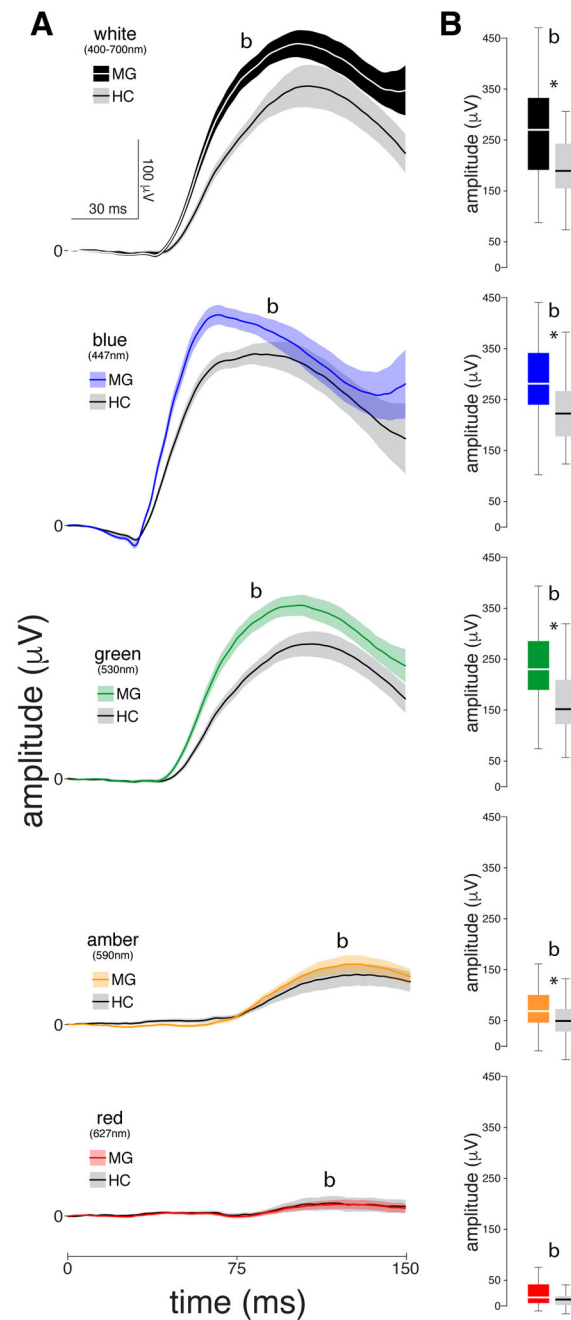 A
B
white
(400-700nm)
MG
HC
b
100 μV
30 ms
0
b
*
amplitude (μV)
450
350
250
150
50
0
blue
(447nm)
MG
HC
b
0
b
*
amplitude (μV)
450
350
250
150
50
0
green
(530nm)
MG
HC
b
0
b
*
amplitude (μV)
450
350
250
150
50
0
amplitude (μV)
amber
(590nm)
MG
HC
b
0
b
*
amplitude (μV)
450
350
250
150
50
0
red
(627nm)
MG
HC
b
0
b
amplitude (μV)
450
350
250
150
50
0
0 75 150
time (ms)